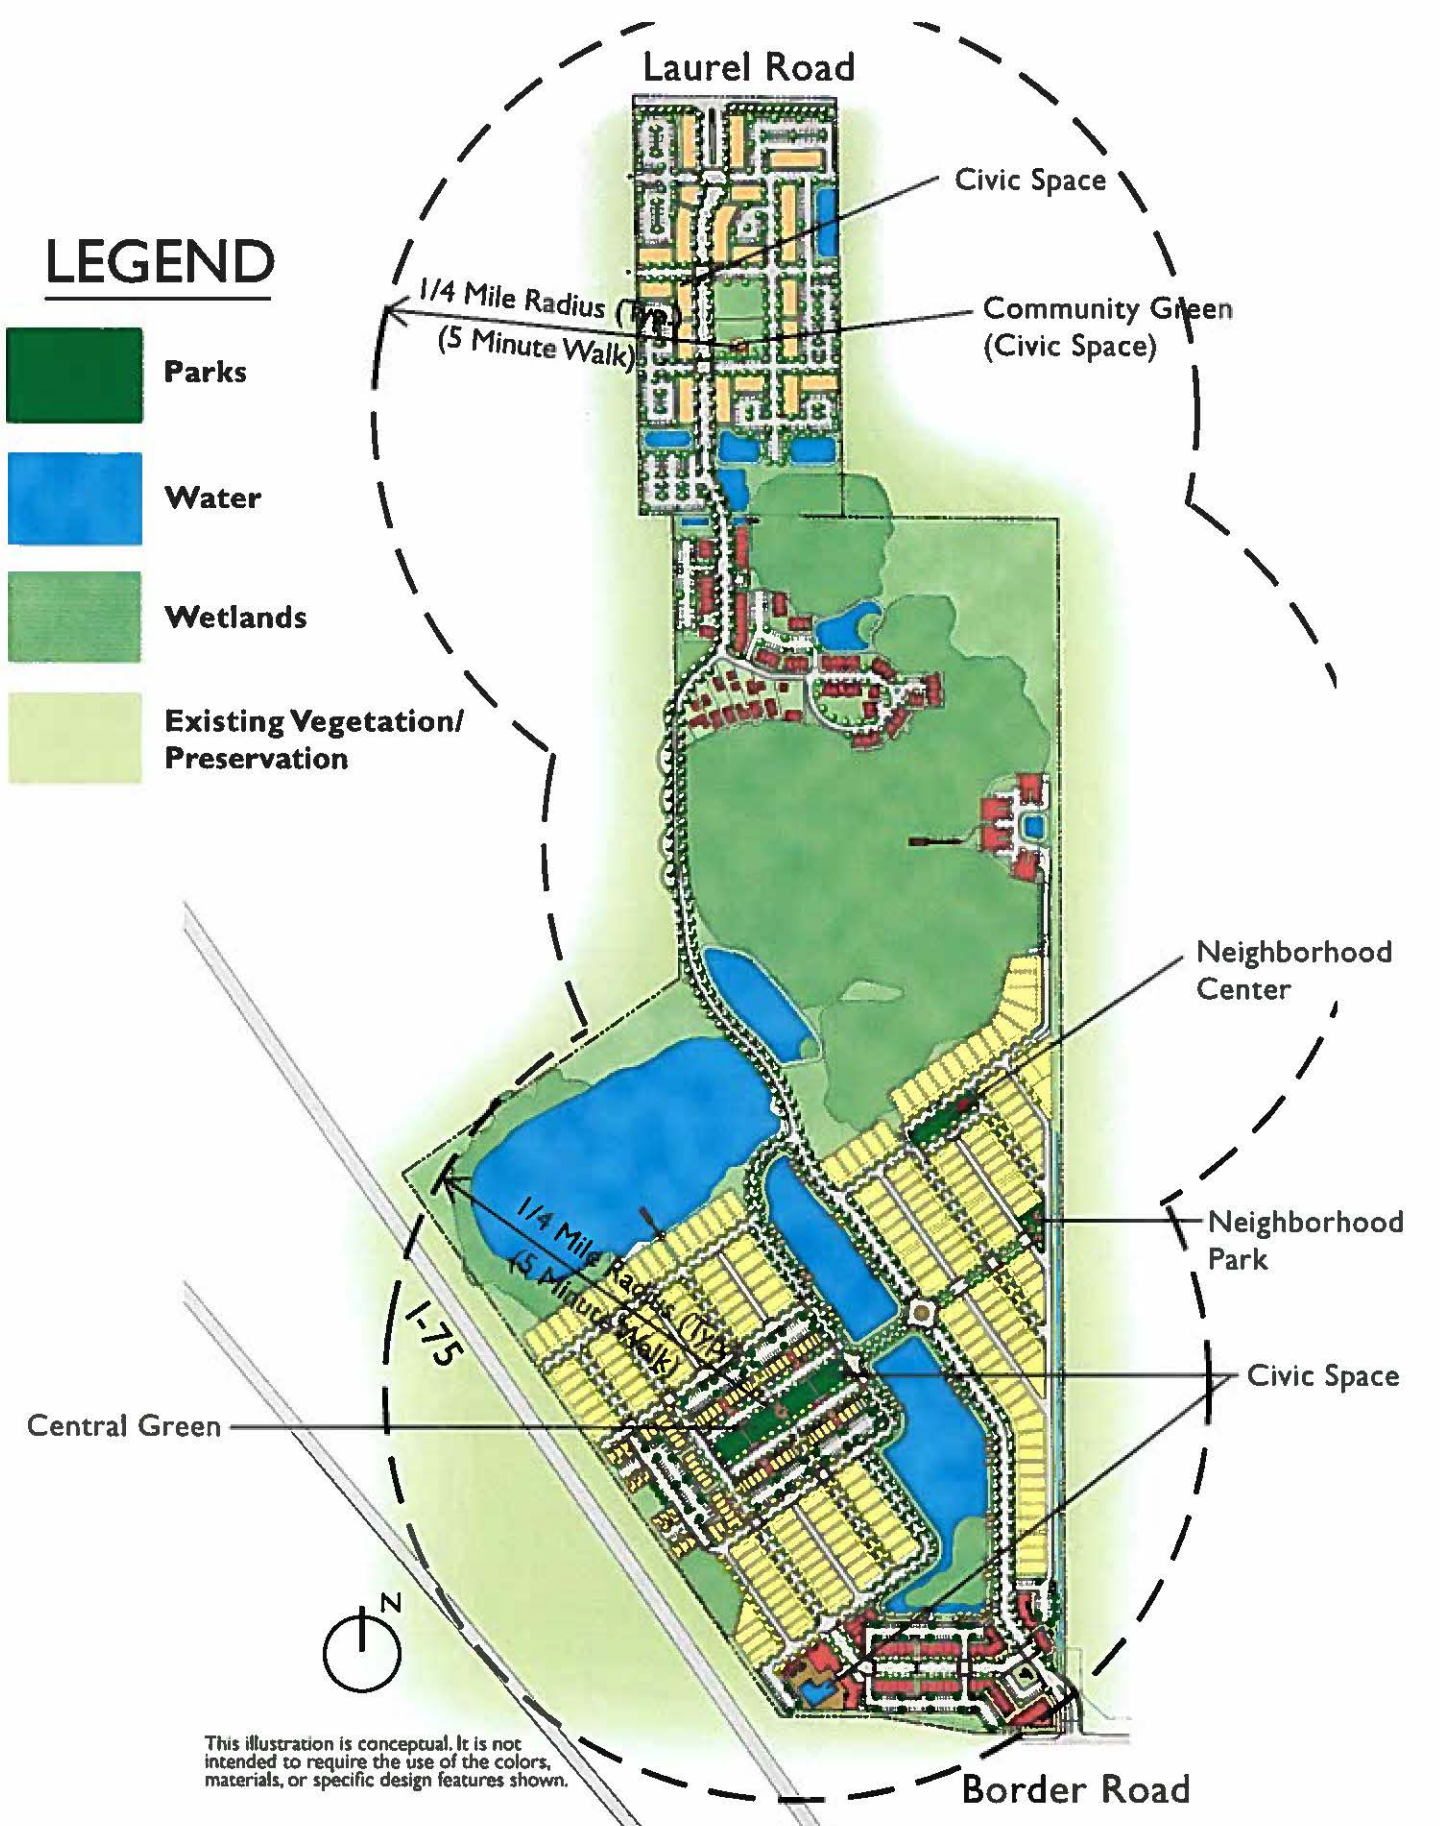 Laurel Road
Civic Space
LEGEND
1/4 Mile Radius (Typ.)
(5 Minute Walk)
Community Green
(Civic Space)
Parks
Water
Wetlands
Existing Vegetation/
Preservation
Neighborhood
Center
1/4 Mile Radius (Typ.
(5 Minute Walk)
Neighborhood
Park
I-75
Civic Space
Central Green
N
This illustration is conceptual. It is not
intended to require the use of the colors,
materials, or specific design features shown.
Border Road